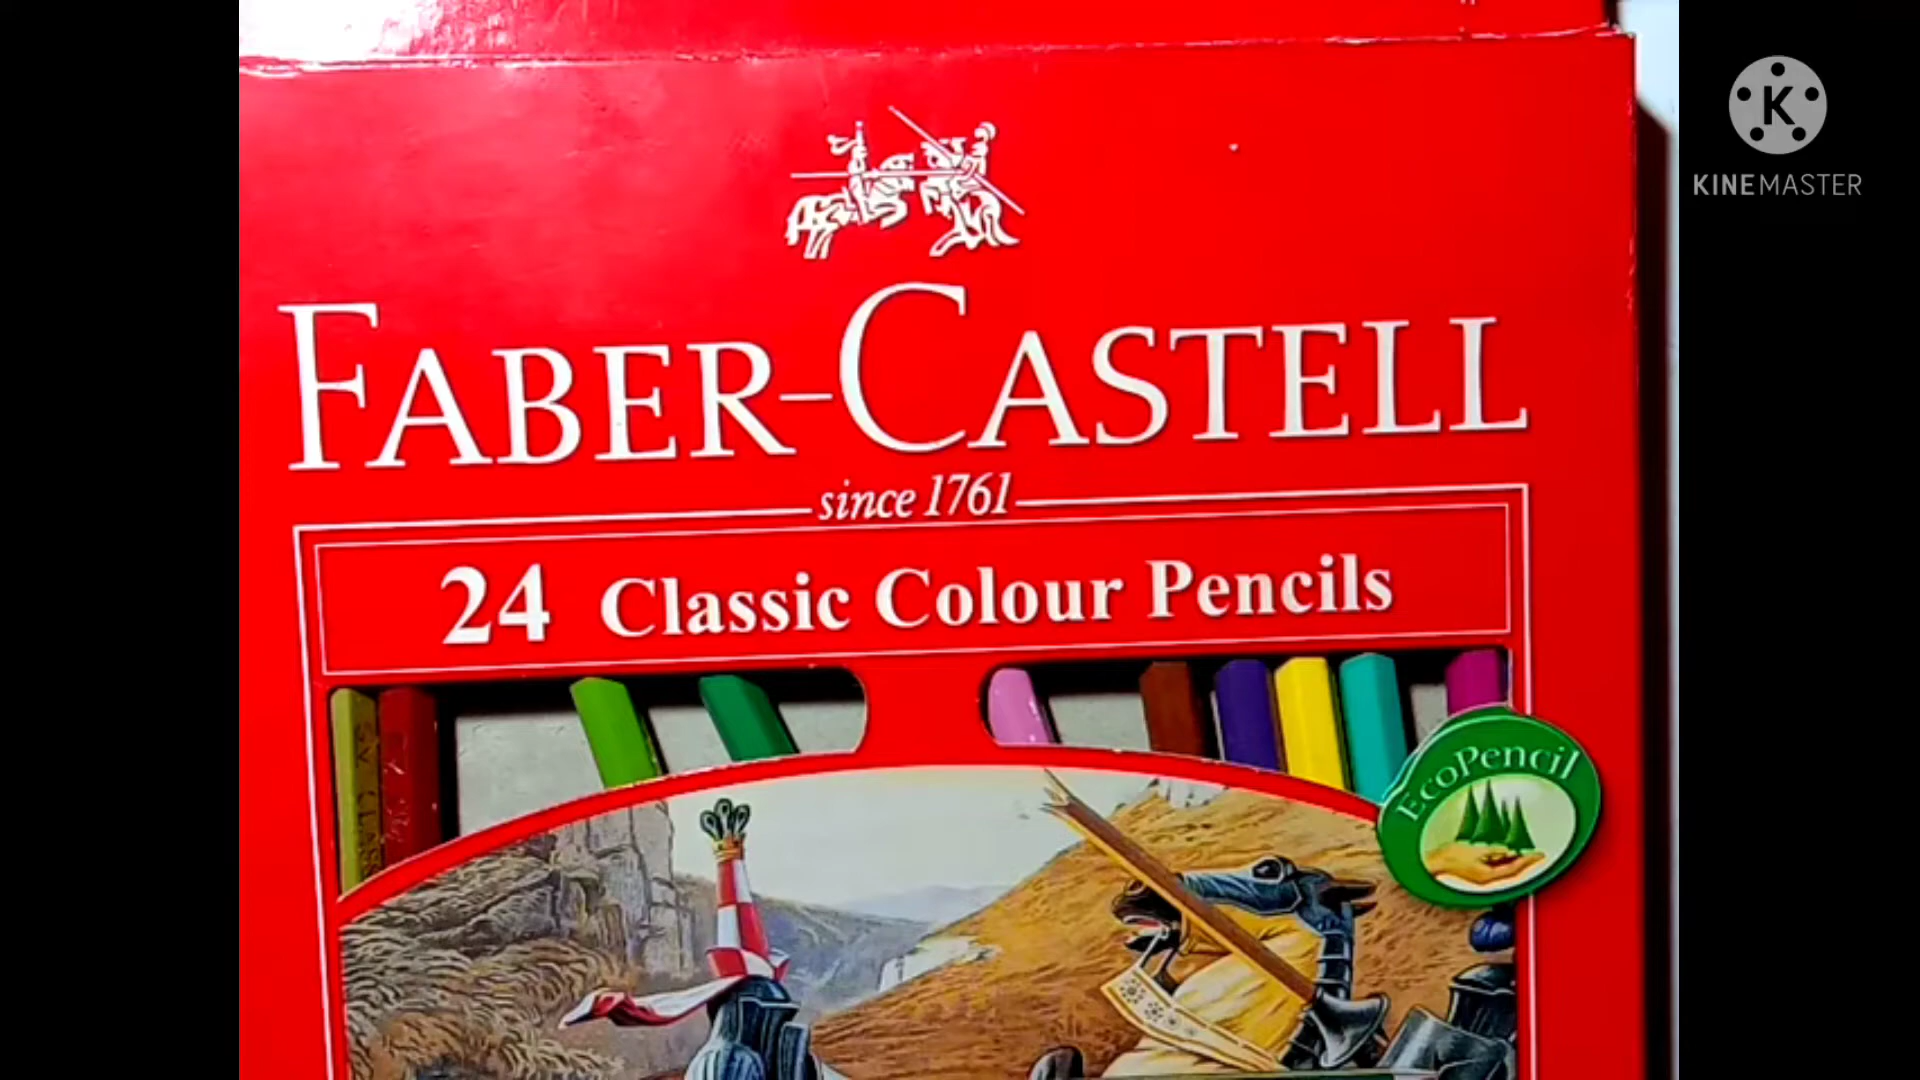 KINEMASTER
FABER-CASTELL
since 1761
24 Classic Colour Pencils
EcoPencil